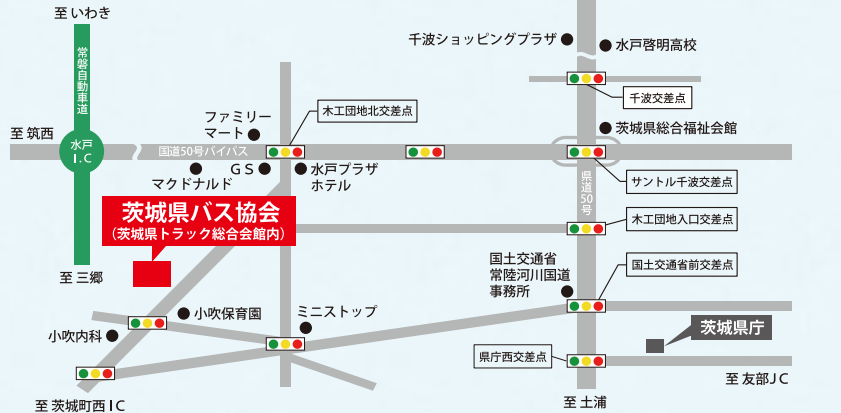 至 いわき
常磐自動車道
千波ショッピングプラザ
水戸啓明高校
千波交差点
ファミリー
マート
木工団地北交差点
茨城県総合福祉会館
至 筑西
水戸
I.C
国道50号バイパス
GS
水戸プラザ
ホテル
マクドナルド
サントル千波交差点
県道50号
茨城県バス協会
(茨城県トラック総合会館内)
木工団地入口交差点
国土交通省
常陸河川国道
事務所
国土交通省前交差点
至 三郷
小吹保育園
ミニストップ
小吹内科
茨城県庁
県庁西交差点
至 友部JC
至 茨城町西IC
至 土浦